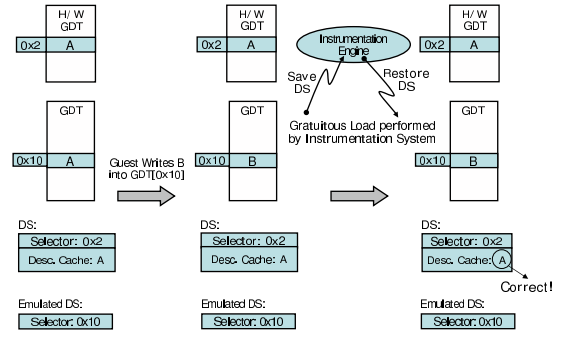 H/W
GDT
0x2
A
GDT
0x10
A
DS:
Selector: 0x2
Desc. Cache: A
Emulated DS:
Selector: 0x10
Guest Writes B
into GDT[0x10]
H/W
GDT
0x2
A
GDT
0x10
B
DS:
Selector: 0x2
Desc. Cache: A
Emulated DS:
Selector: 0x10
Instrumentation
Engine
Save
DS
Restore
DS
Gratuitous Load performed
by Instrumentation System
H/W
GDT
0x2
A
GDT
0x10
B
DS:
Selector: 0x2
Desc. Cache: A
Correct!
Emulated DS:
Selector: 0x10